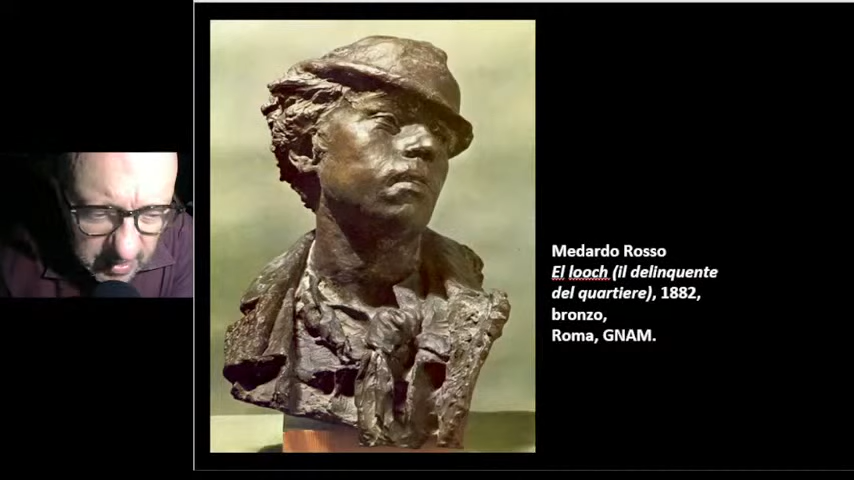 Medardo Rosso
El looch (il delinquente
del quartiere), 1882,
bronzo,
Roma, GNAM.